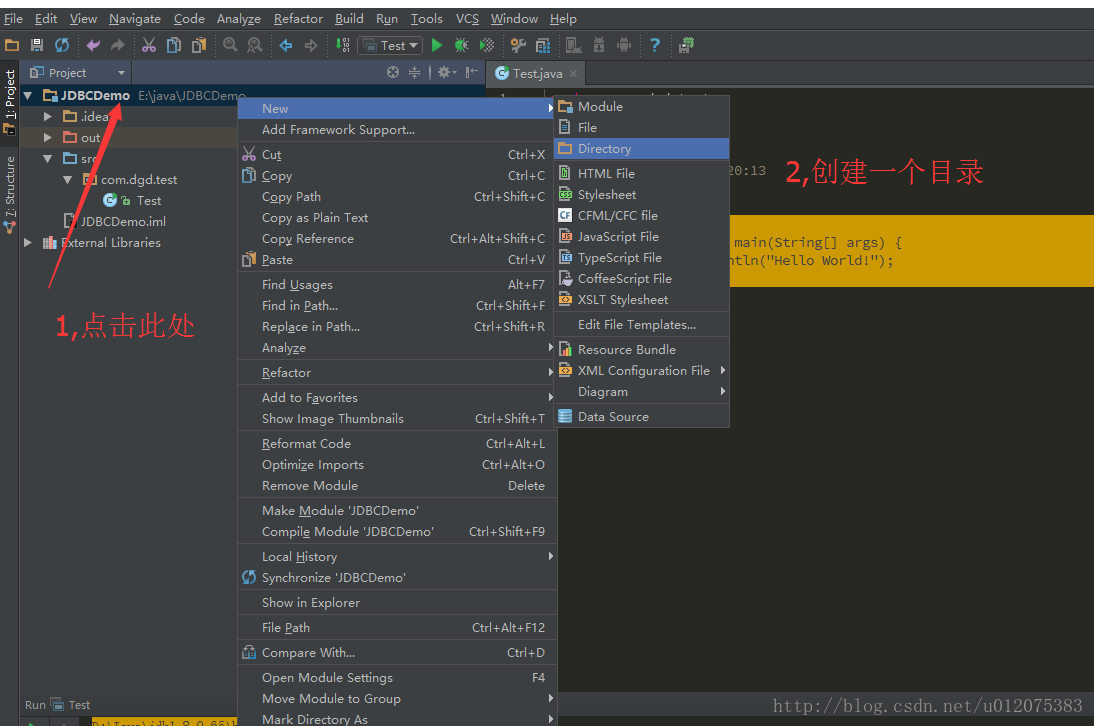 File Edit View Navigate Code Analyze Refactor Build Run Tools VCS Window Help
Test
1: Project
7: Structure
Project
Test.java
JDBCDemo E:\java\JDBCDemo
.idea
out
src
com.dgd.test
Test
JDBCDemo.iml
External Libraries
1,点击此处
New
Add Framework Support...
Cut Ctrl+X
Copy Ctrl+C
Copy Path Ctrl+Shift+C
Copy as Plain Text
Copy Reference Ctrl+Alt+Shift+C
Paste Ctrl+V
Find Usages Alt+F7
Find in Path... Ctrl+Shift+F
Replace in Path... Ctrl+Shift+R
Analyze
Refactor
Add to Favorites
Show Image Thumbnails Ctrl+Shift+T
Reformat Code Ctrl+Alt+L
Optimize Imports Ctrl+Alt+O
Remove Module Delete
Make Module 'JDBCDemo'
Compile Module 'JDBCDemo' Ctrl+Shift+F9
Local History
Synchronize 'JDBCDemo'
Show in Explorer
File Path Ctrl+Alt+F12
Compare With... Ctrl+D
Open Module Settings F4
Move Module to Group
Mark Directory As
Module
File
Directory
HTML File
Stylesheet
CFML/CFC file
JavaScript File
TypeScript File
CoffeeScript File
XSLT Stylesheet
Edit File Templates...
Resource Bundle
XML Configuration File
Diagram
Data Source
20:13
2,创建一个目录
main(String[] args) {
ntln("Hello World!");
Run Test
http://blog.csdn.net/u012075383